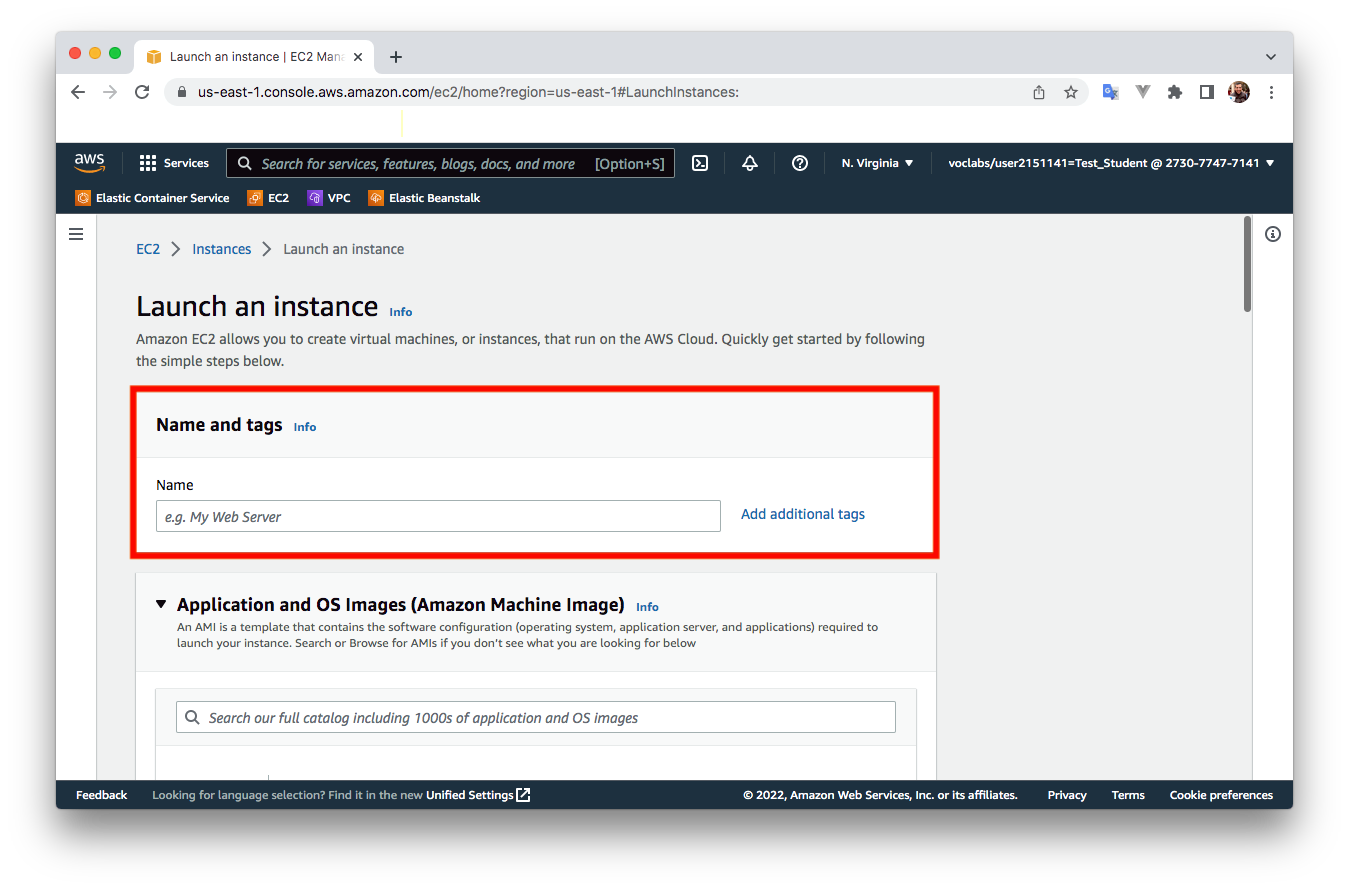 Launch an instance | EC2 Man
us-east-1.console.aws.amazon.com/ec2/home?region=us-east-1#LaunchInstances:
aws Services Search for services, features, blogs, docs, and more [Option+S] N. Virginia ▼ voclabs/user2151141=Test_Student @ 2730-7747-7141 ▼
Elastic Container Service EC2 VPC Elastic Beanstalk
EC2 > Instances > Launch an instance
Launch an instance Info
Amazon EC2 allows you to create virtual machines, or instances, that run on the AWS Cloud. Quickly get started by following
the simple steps below.
Name and tags Info
Name
e.g. My Web Server Add additional tags
▼ Application and OS Images (Amazon Machine Image) Info
An AMI is a template that contains the software configuration (operating system, application server, and applications) required to
launch your instance. Search or Browse for AMIs if you don't see what you are looking for below
Search our full catalog including 1000s of application and OS images
Feedback Looking for language selection? Find it in the new Unified Settings © 2022, Amazon Web Services, Inc. or its affiliates. Privacy Terms Cookie preferences